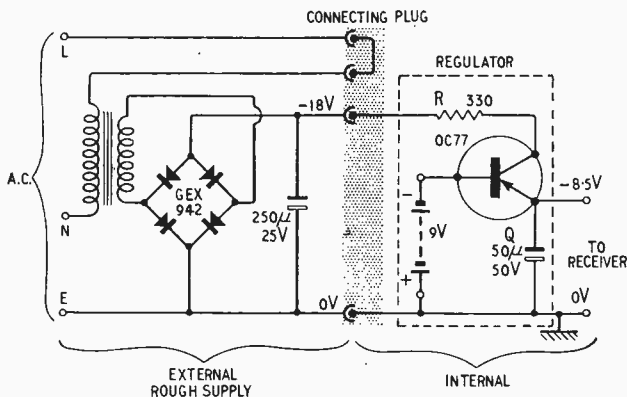 CONNECTING PLUG
L
REGULATOR
-18V
R 330
OC77
A.C.
GEX
942
-8·5V
N
250μ
25V
-
9V
+
Q
50μ
50V
TO
RECEIVER
E
0V
0V
EXTERNAL
ROUGH SUPPLY
INTERNAL